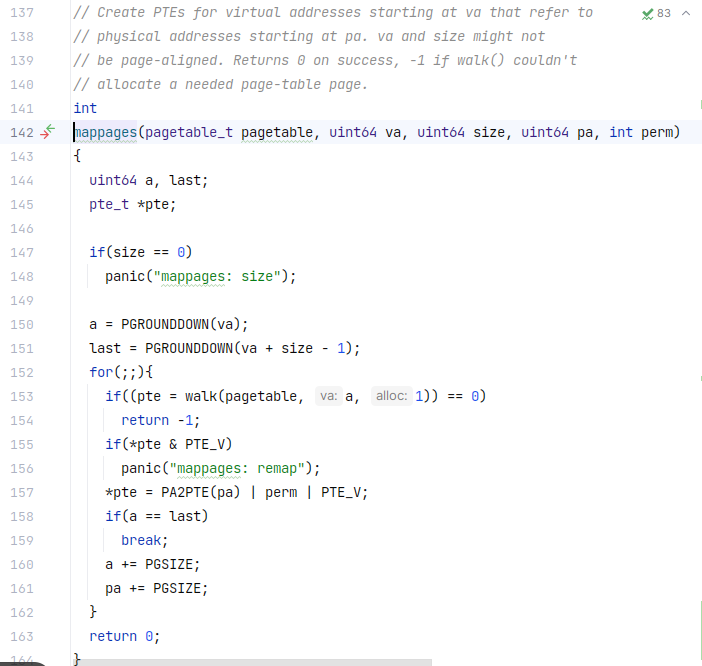 137 // Create PTEs for virtual addresses starting at va that refer to
83
138 // physical addresses starting at pa. va and size might not
139 // be page-aligned. Returns 0 on success, -1 if walk() couldn't
140 // allocate a needed page-table page.
141 int
142 mappages(pagetable_t pagetable, uint64 va, uint64 size, uint64 pa, int perm)
143 {
144   uint64 a, last;
145   pte_t *pte;
146
147   if(size == 0)
148     panic("mappages: size");
149
150   a = PGROUNDDOWN(va);
151   last = PGROUNDDOWN(va + size - 1);
152   for(;;){
153     if((pte = walk(pagetable, va: a, alloc: 1)) == 0)
154       return -1;
155     if(*pte & PTE_V)
156       panic("mappages: remap");
157     *pte = PA2PTE(pa) | perm | PTE_V;
158     if(a == last)
159       break;
160     a += PGSIZE;
161     pa += PGSIZE;
162   }
163   return 0;
164 }